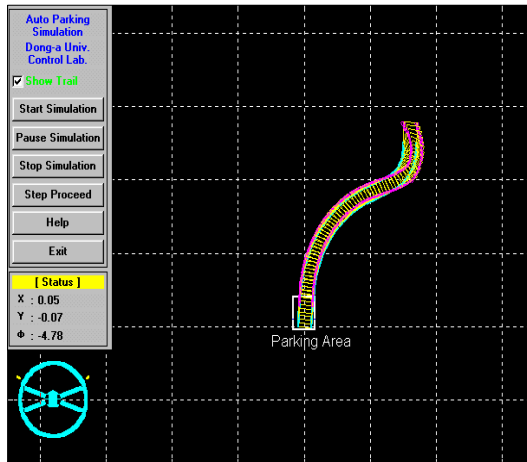 Auto Parking
Simulation
Dong-a Univ.
Control Lab.
Show Trail
Start Simulation
Pause Simulation
Stop Simulation
Step Proceed
Help
Exit
[ Status ]
X : 0.05
Y : -0.07
Φ : -4.78
Parking Area